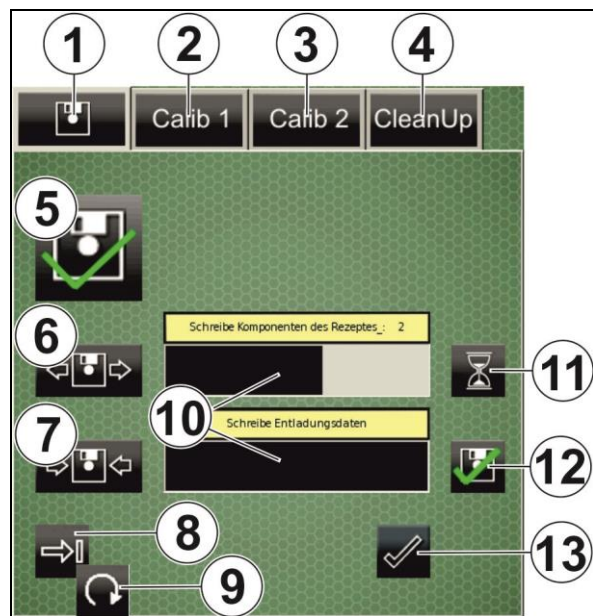 1
2
3
4
Calib 1
Calib 2
CleanUp
5
Schreibe Komponenten des Rezeptes_: 2
6
11
10
Schreibe Entladungsdaten
7
12
8
13
9